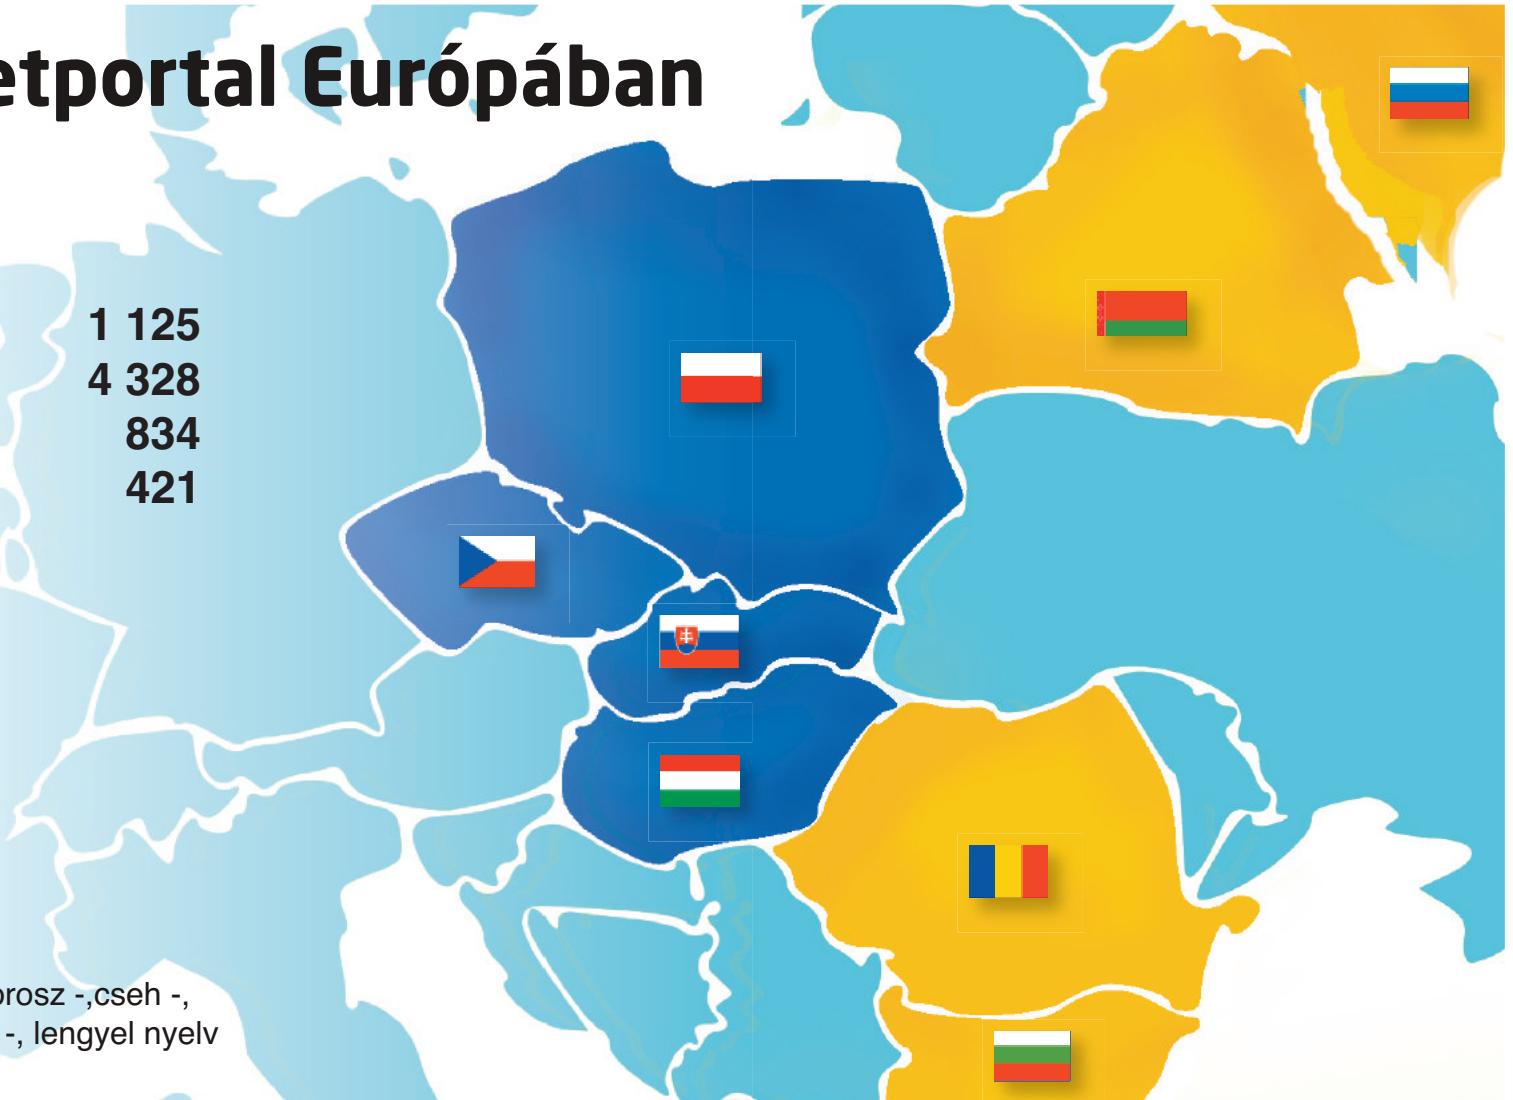 etportal Európában
1 125
4 328
834
421
orosz -,cseh -,
-, lengyel nyelv